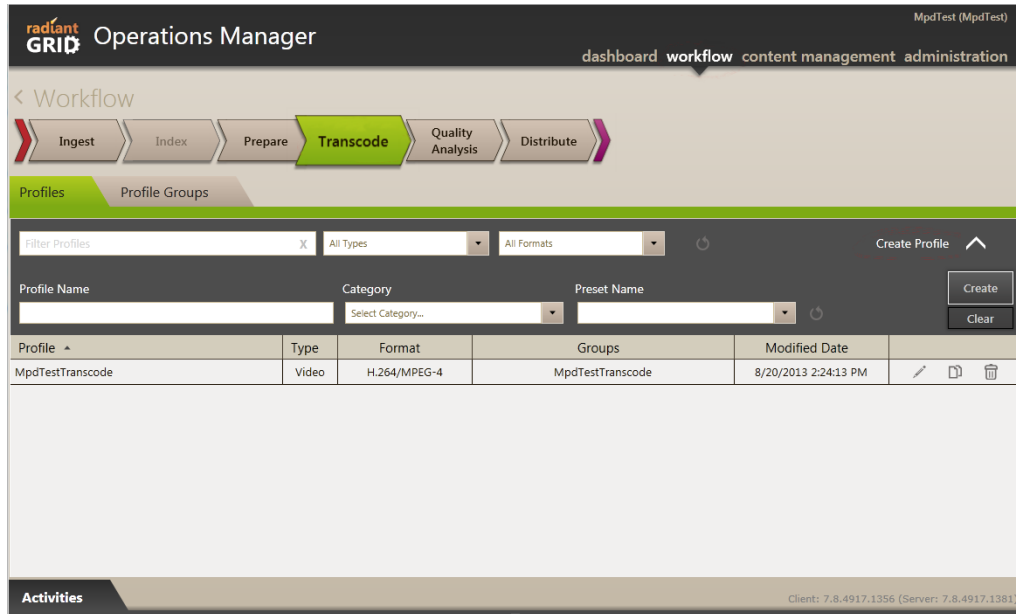 radiant
GRID
Operations Manager
MpdTest (MpdTest)
dashboard workflow content management administration
< Workflow
Ingest
Index
Prepare
Transcode
Quality
Analysis
Distribute
Profiles
Profile Groups
Filter Profiles
X
All Types
All Formats
Create Profile
Profile Name
Category
Preset Name
Create
Select Category...
Clear
Profile Type Format Groups Modified Date
MpdTestTranscode Video H.264/MPEG-4 MpdTestTranscode 8/20/2013 2:24:13 PM
Activities
Client: 7.8.4917.1356 (Server: 7.8.4917.1381)